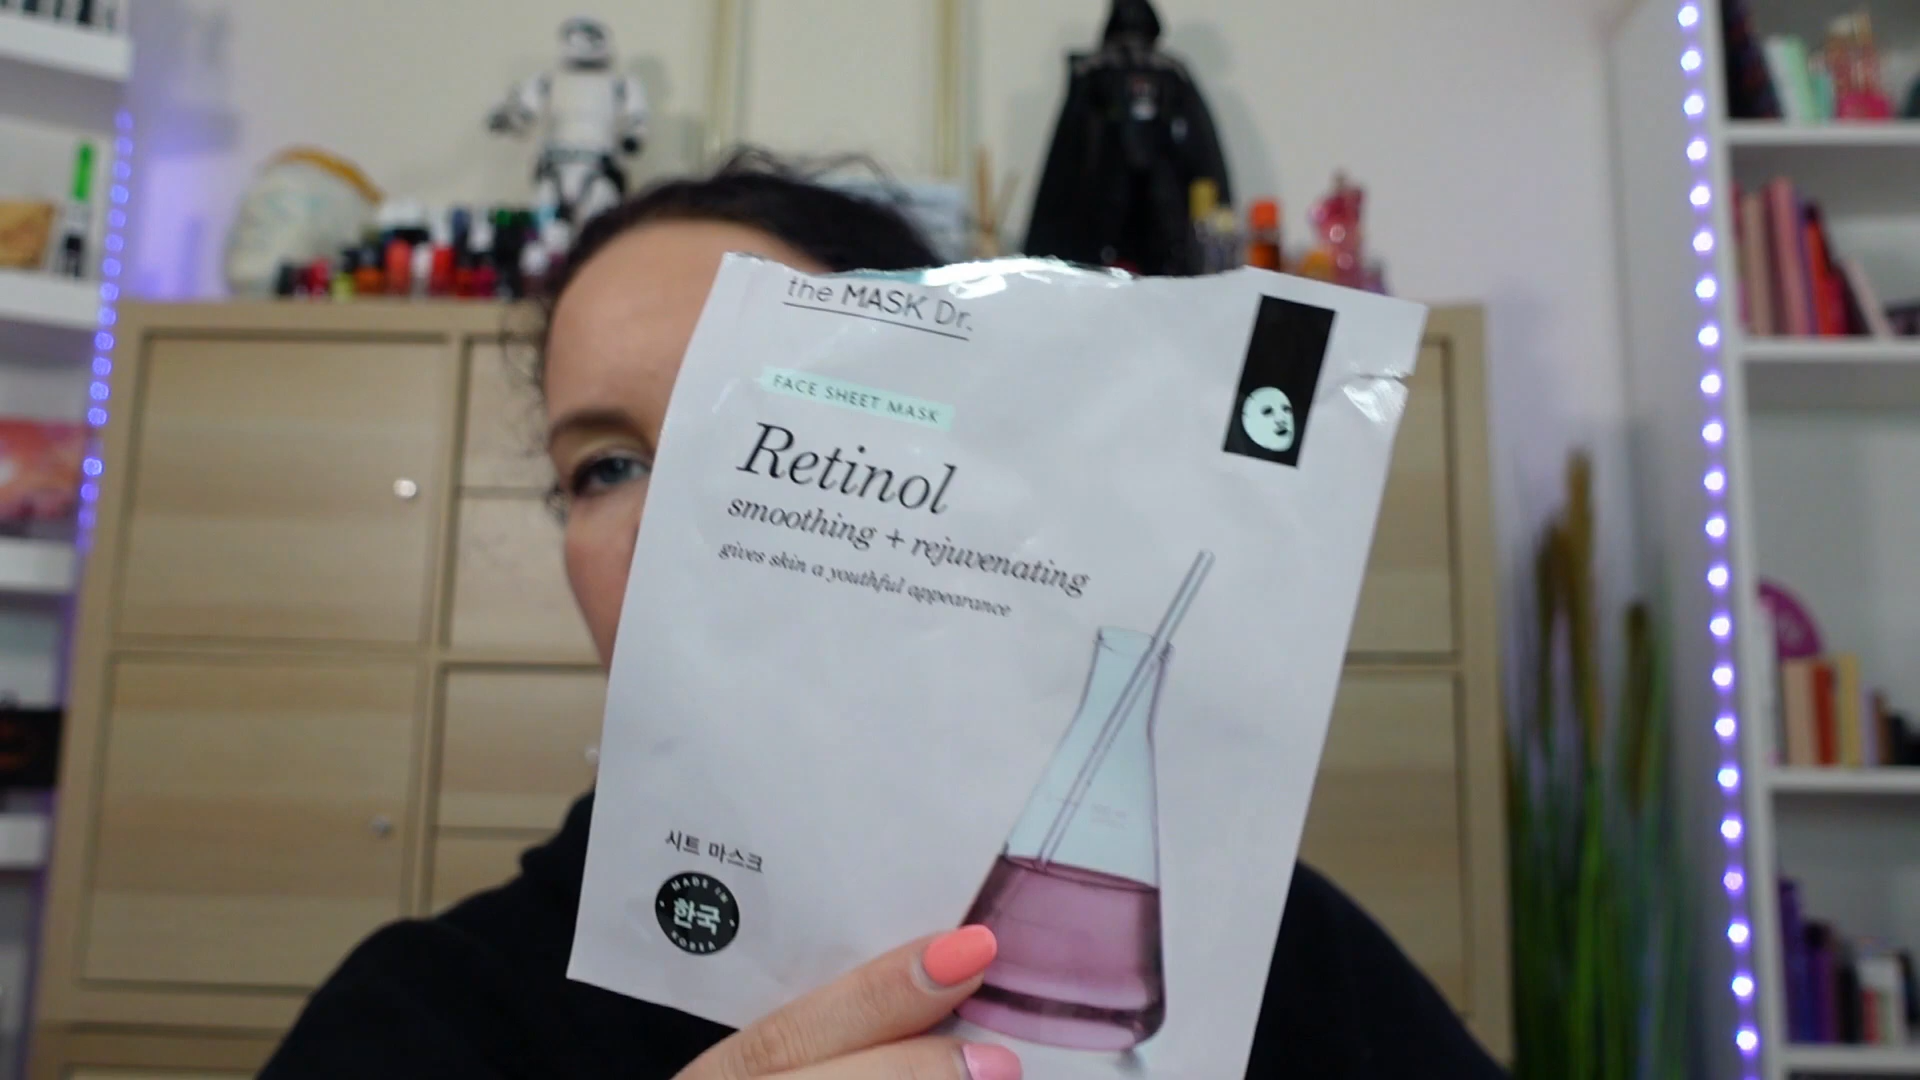 the MASK Dr.
FACE SHEET MASK
Retinol
smoothing + rejuvenating
gives skin a youthful appearance
시트 마스크
MADE IN
한국
KOREA